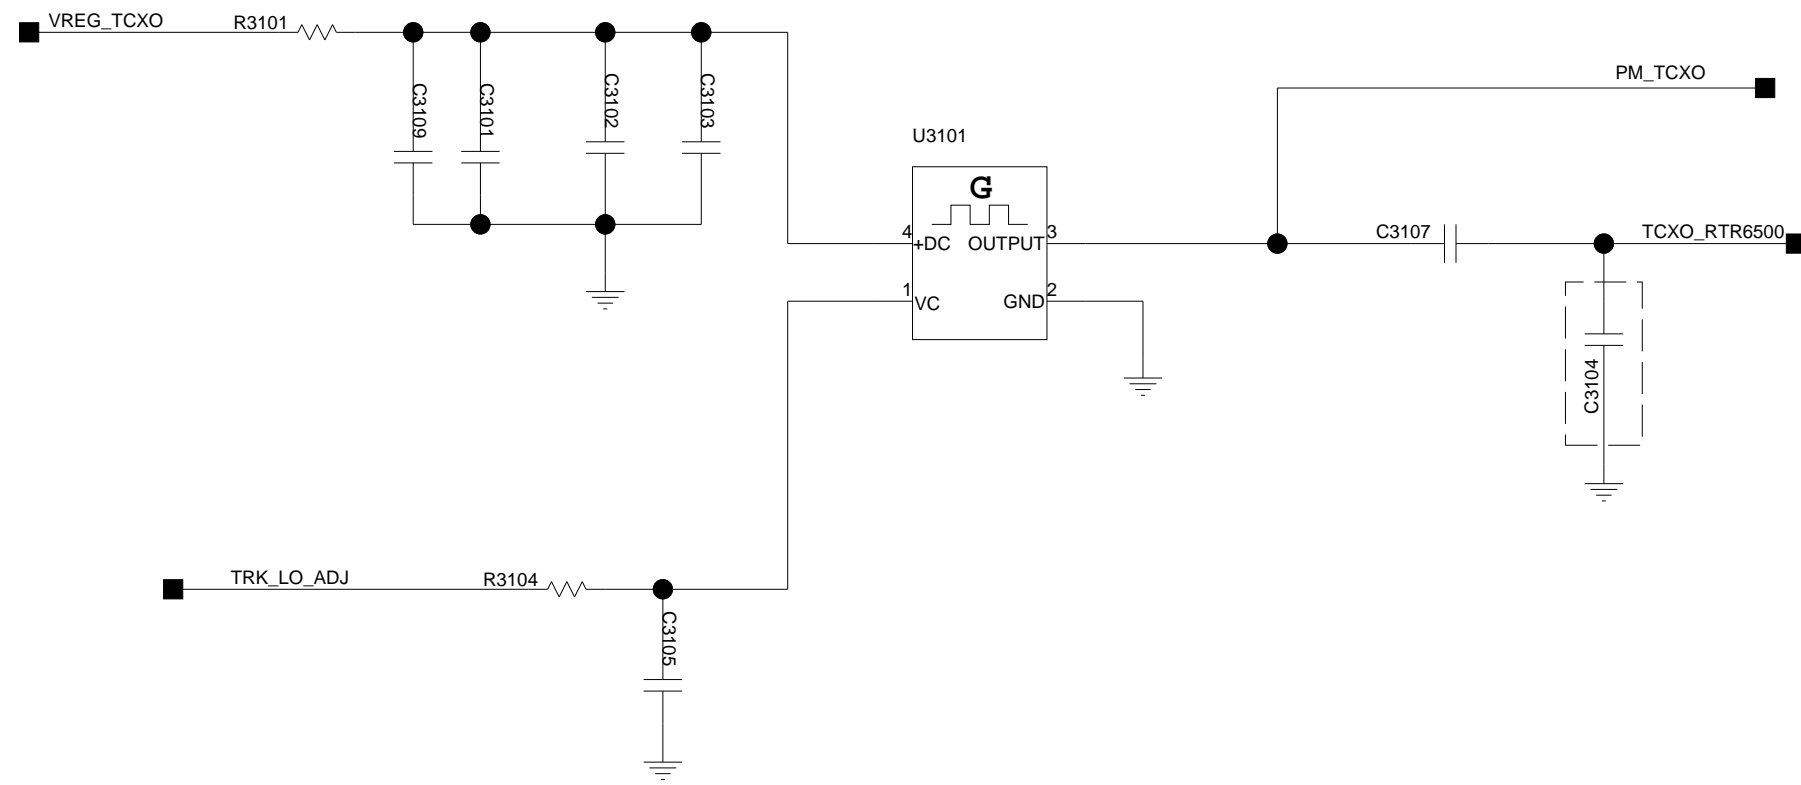 VREG_TCXO
R3101
C3109
C3101
C3102
C3103
PM_TCXO
U3101
G
4
+DC
OUTPUT
3
C3107
TCXO_RTR6500
1
VC
GND
2
C3104
TRK_LO_ADJ
R3104
C3105